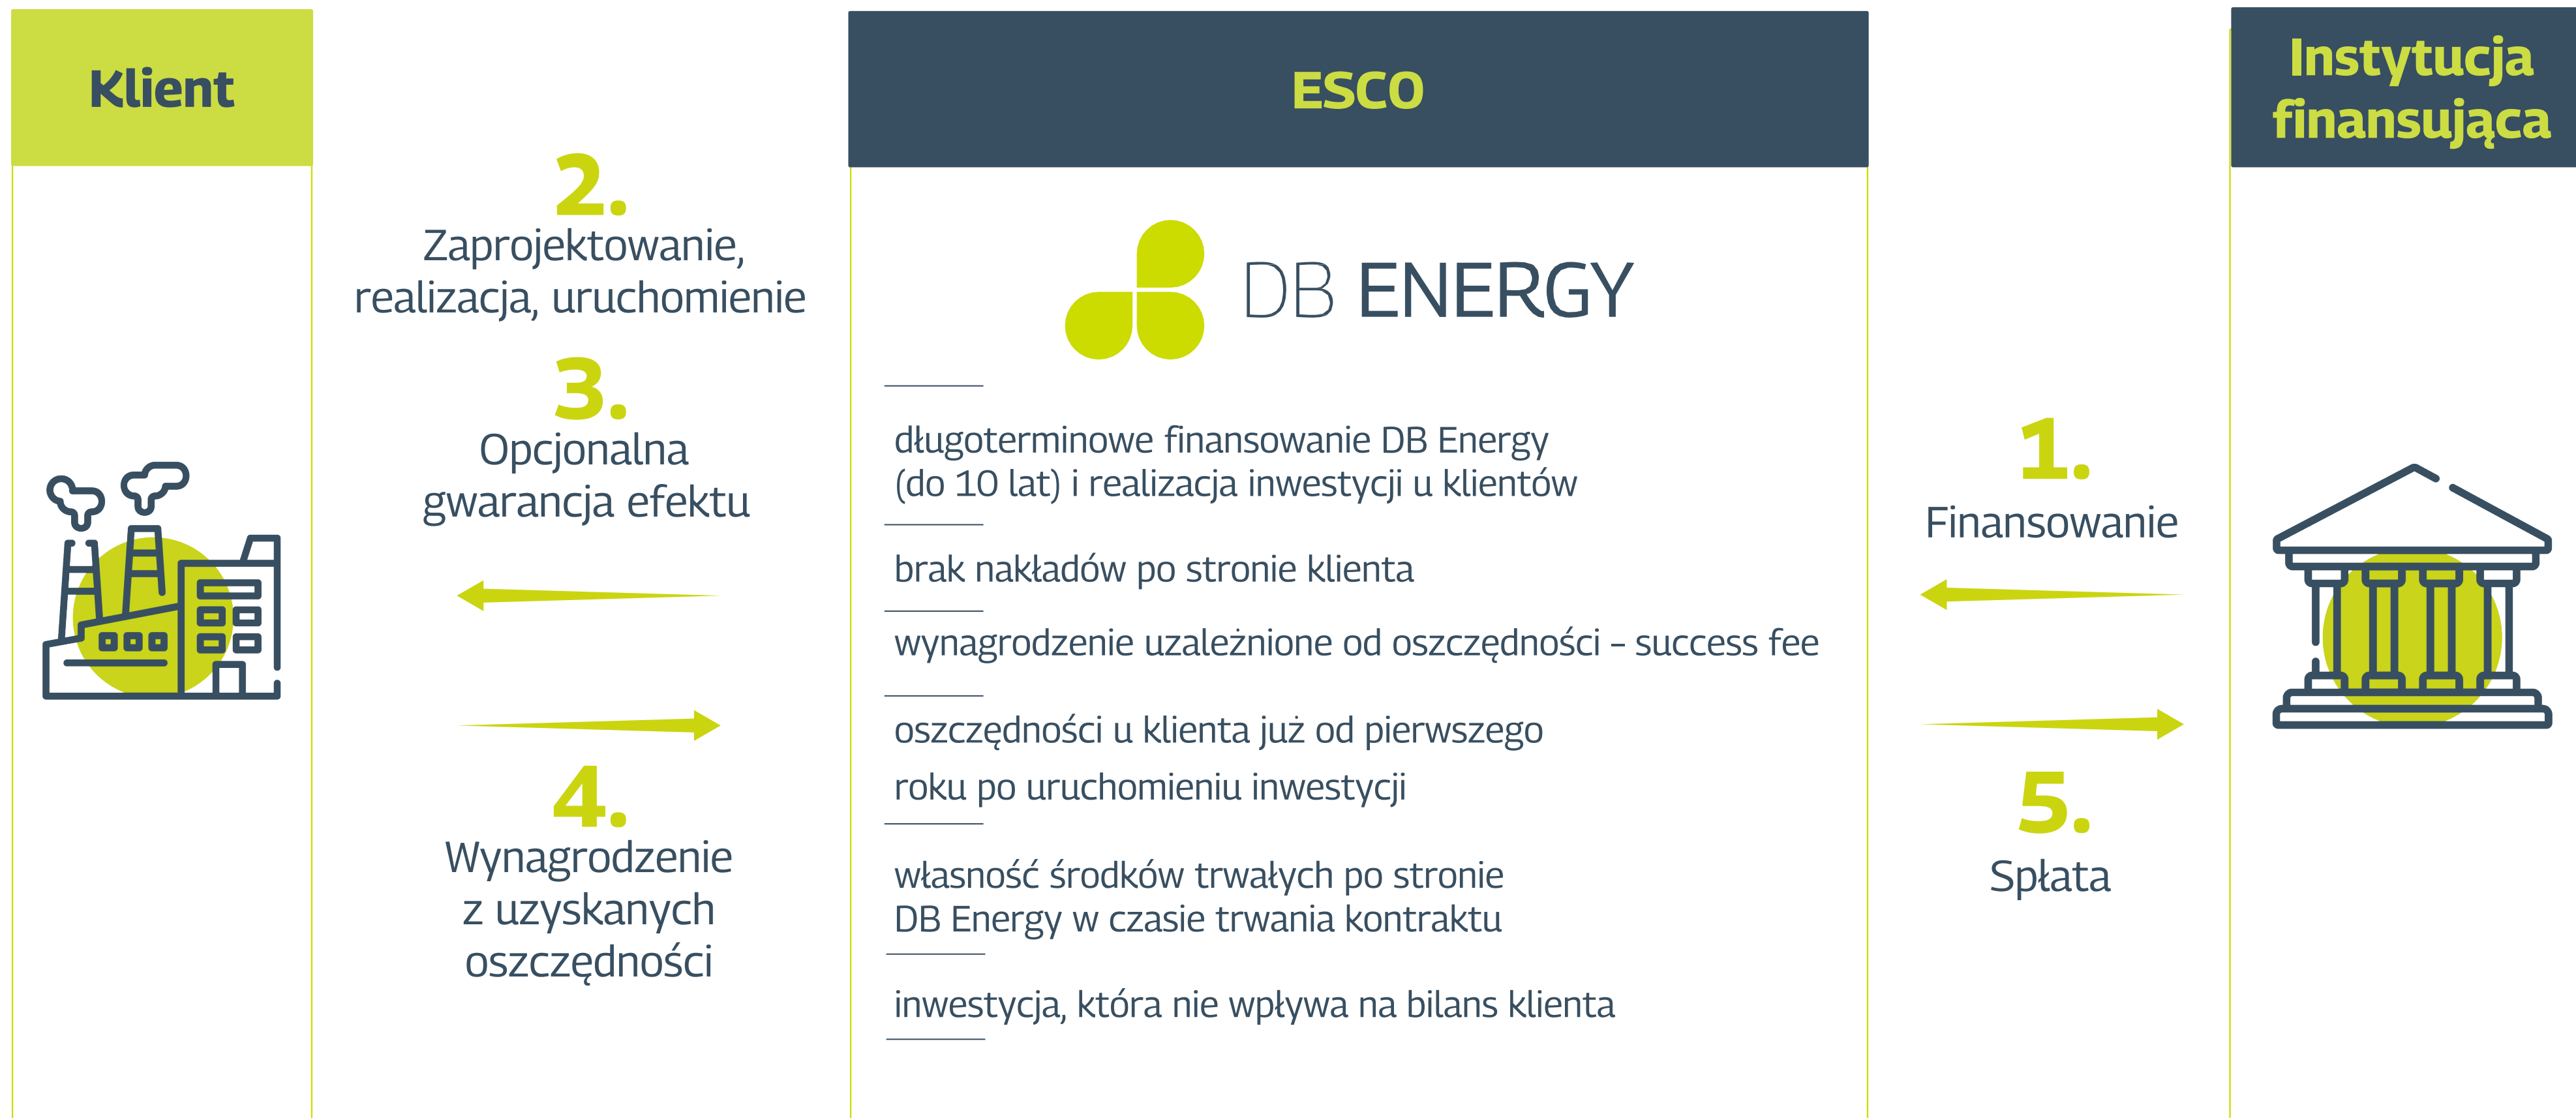 Klient
2.
Zaprojektowanie,
realizacja, uruchomienie
3.
Opcjonalna
gwarancja efektu
4.
Wynagrodzenie
z uzyskanych
oszczędności
ESCO
DB ENERGY
długoterminowe finansowanie DB Energy
(do 10 lat) i realizacja inwestycji u klientów
brak nakładów po stronie klienta
wynagrodzenie uzależnione od oszczędności – success fee
oszczędności u klienta już od pierwszego
roku po uruchomieniu inwestycji
własność środków trwałych po stronie
DB Energy w czasie trwania kontraktu
inwestycja, która nie wpływa na bilans klienta
1.
Finansowanie
5.
Spłata
Instytucja
finansująca